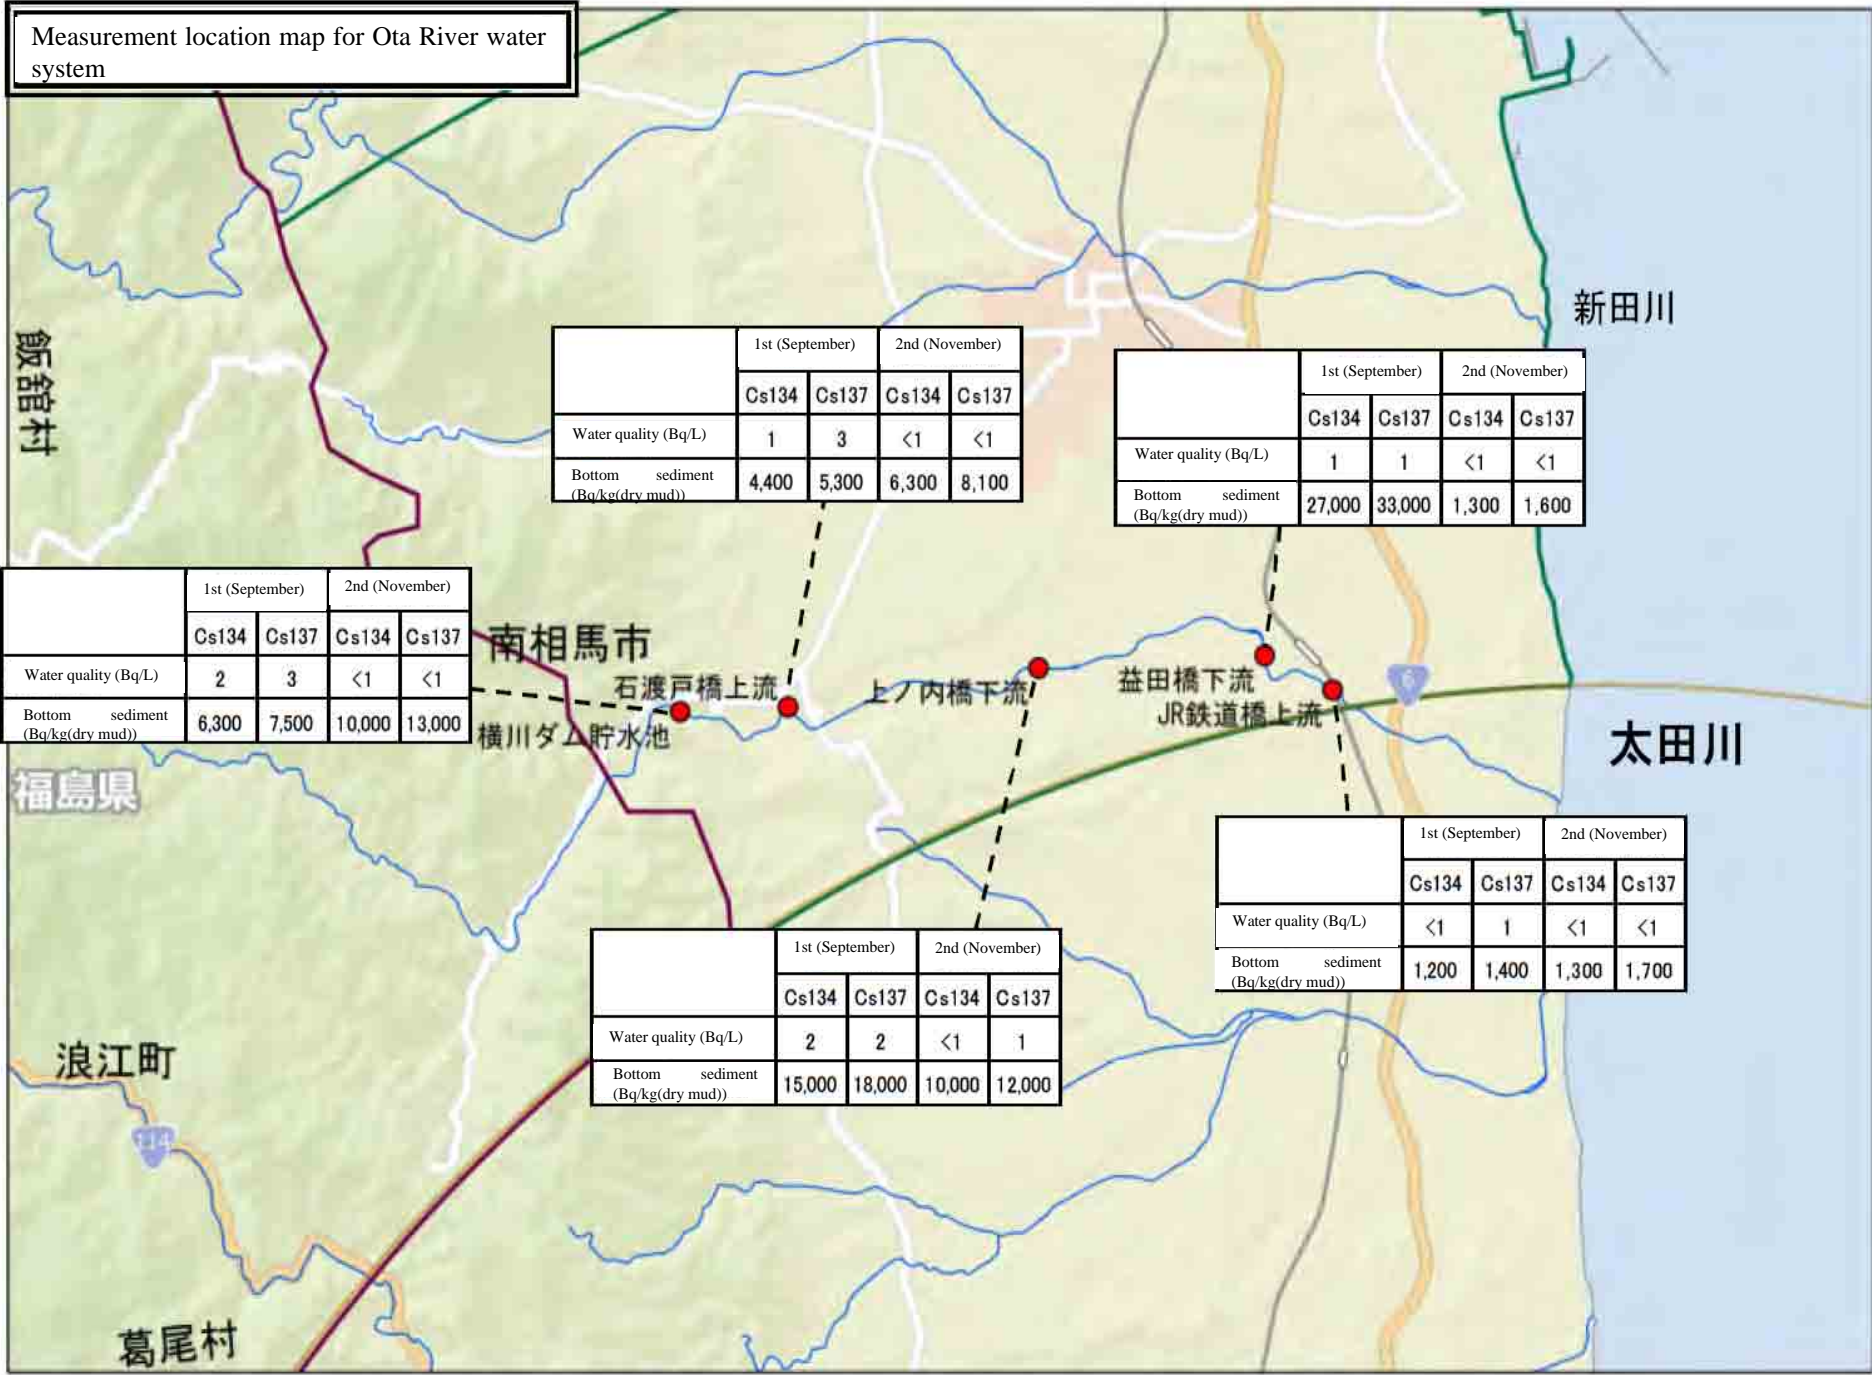 Measurement location map for Ota River water
system
新田川
飯舘村
1st (September) 2nd (November)
Cs134 Cs137 Cs134 Cs137
Water quality (Bq/L) 1 3 <1 <1
Bottom sediment
(Bq/kg(dry mud)) 4,400 5,300 6,300 8,100
1st (September) 2nd (November)
Cs134 Cs137 Cs134 Cs137
Water quality (Bq/L) 1 1 <1 <1
Bottom sediment
(Bq/kg(dry mud)) 27,000 33,000 1,300 1,600
1st (September) 2nd (November)
Cs134 Cs137 Cs134 Cs137
Water quality (Bq/L) 2 3 <1 <1
Bottom sediment
(Bq/kg(dry mud)) 6,300 7,500 10,000 13,000
南相馬市
石渡戸橋上流
上ノ内橋下流
益田橋下流
6
JR鉄道橋上流
横川ダム貯水池
太田川
福島県
1st (September) 2nd (November)
Cs134 Cs137 Cs134 Cs137
Water quality (Bq/L) <1 1 <1 <1
Bottom sediment
(Bq/kg(dry mud)) 1,200 1,400 1,300 1,700
1st (September) 2nd (November)
Cs134 Cs137 Cs134 Cs137
Water quality (Bq/L) 2 2 <1 1
Bottom sediment
(Bq/kg(dry mud)) 15,000 18,000 10,000 12,000
浪江町
114
葛尾村